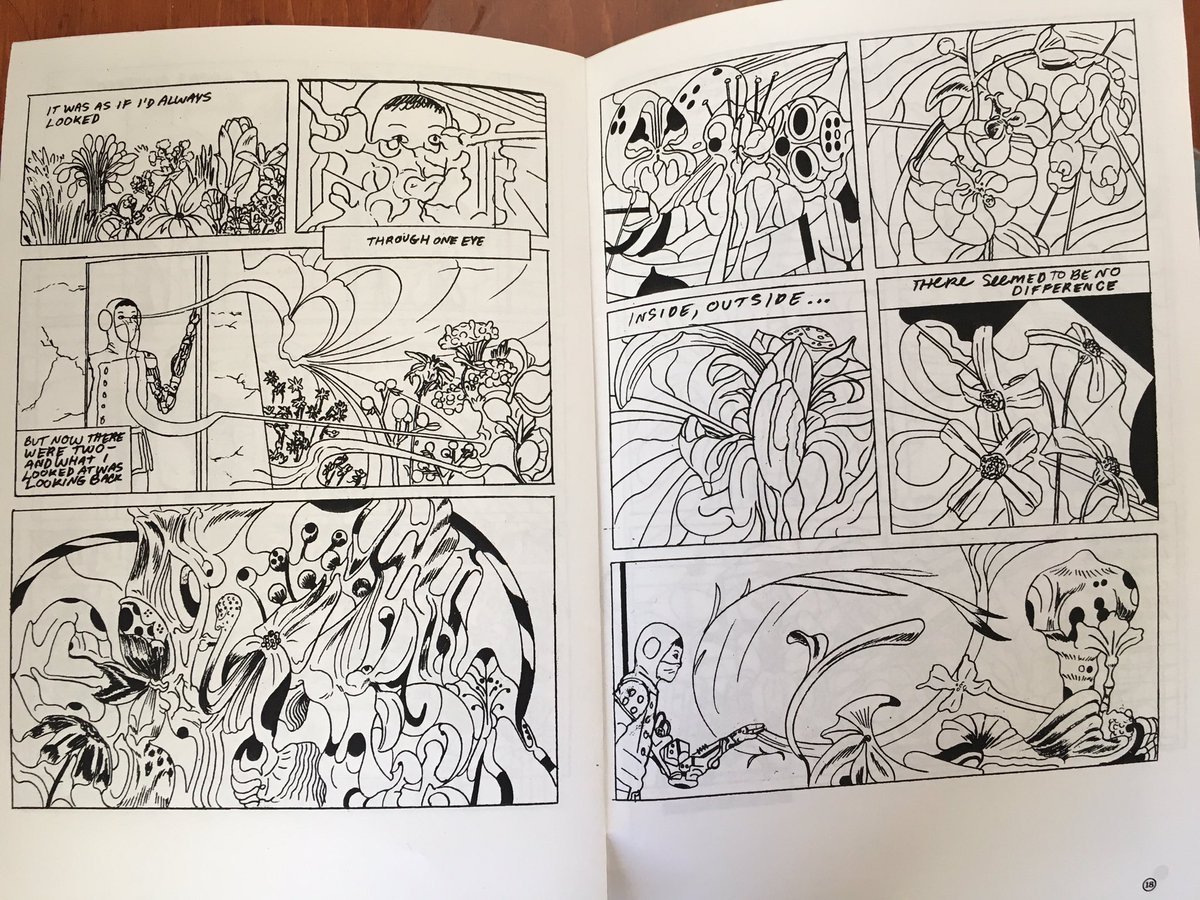 IT WAS AS IF I'D ALWAYS
LOOKED
THROUGH ONE EYE
BUT NOW THERE
WERE TWO-
AND WHAT I
LOOKED AT WAS
LOOKING BACK
INSIDE, OUTSIDE...
THERE SEEMED TO BE NO
DIFFERENCE
18